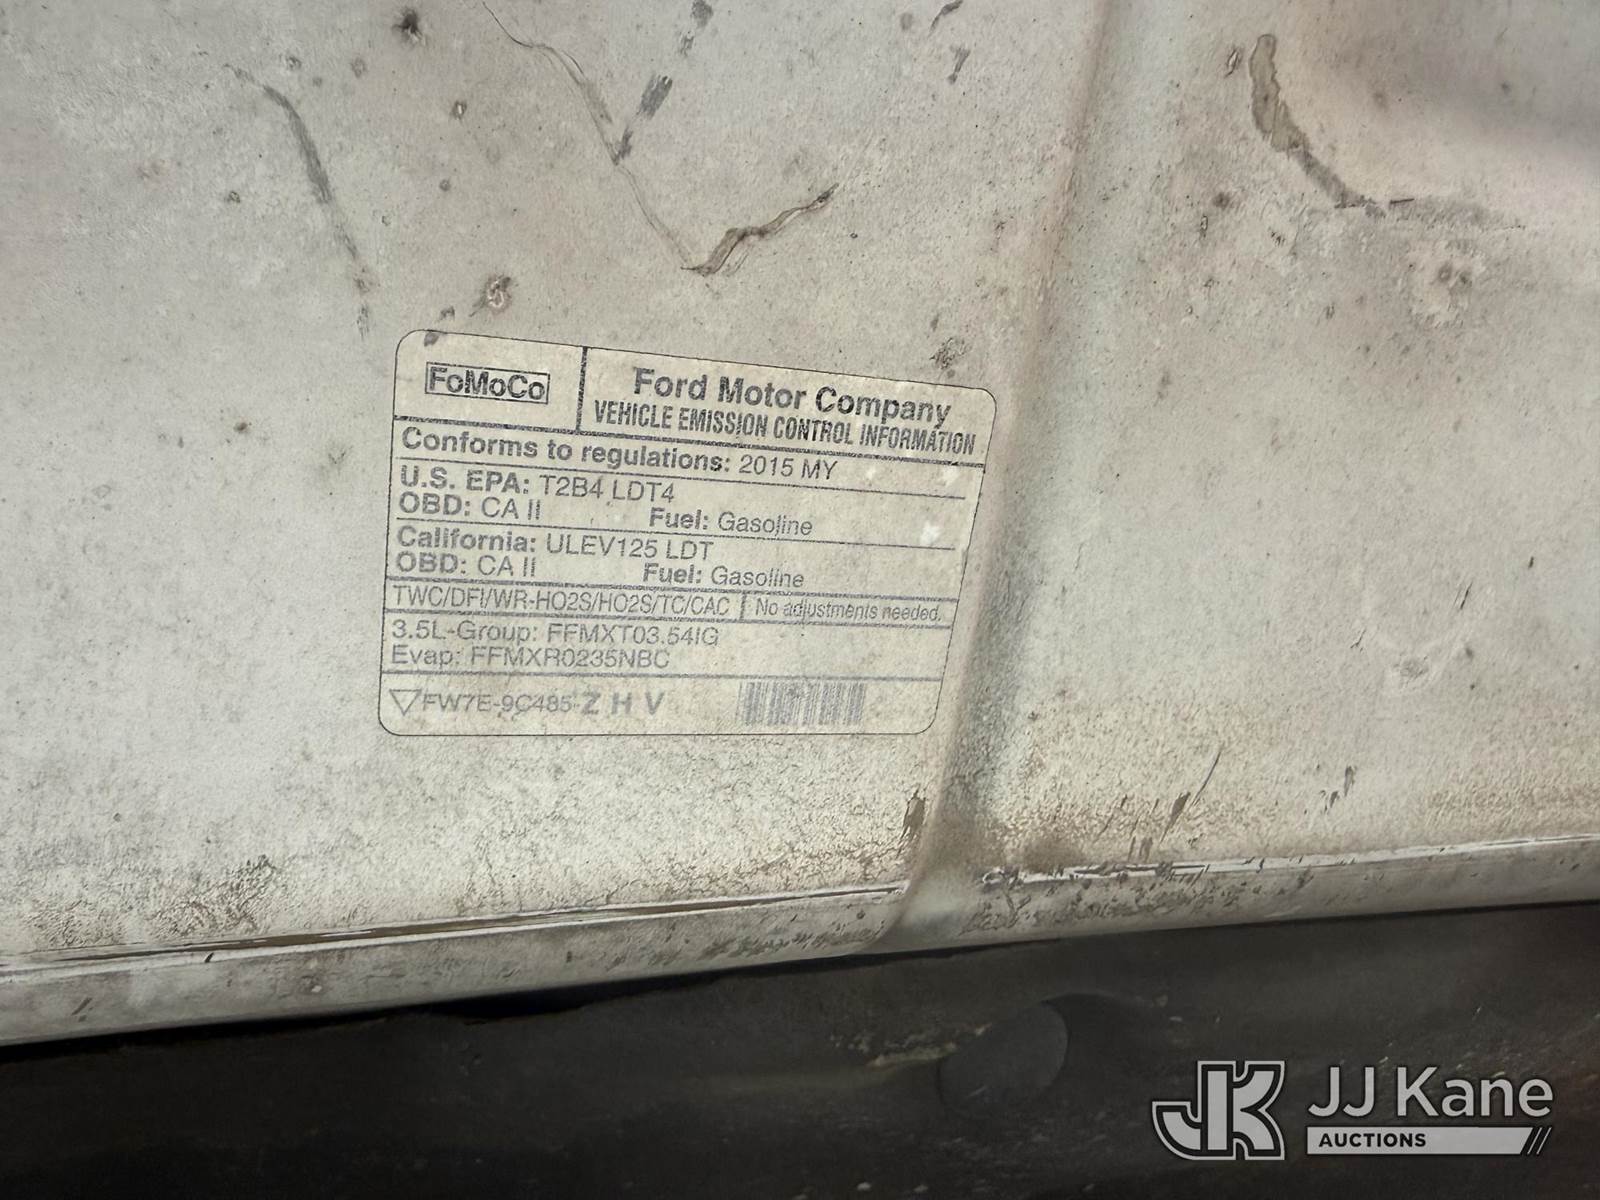 FoMoCo
Ford Motor Company
VEHICLE EMISSION CONTROL INFORMATION
Conforms to regulations: 2015 MY
U.S. EPA: T2B4 LDT4
OBD: CA II Fuel: Gasoline
California: ULEV125 LDT
OBD: CA II Fuel: Gasoline
TWC/DFI/WR-HO2S/HO2S/TC/CAC No adjustments needed.
3.5L-Group: FFMXT03.54IG
Evap: FFMXR0235NBC
FW7E-9C485-Z H V
JK JJ Kane
AUCTIONS